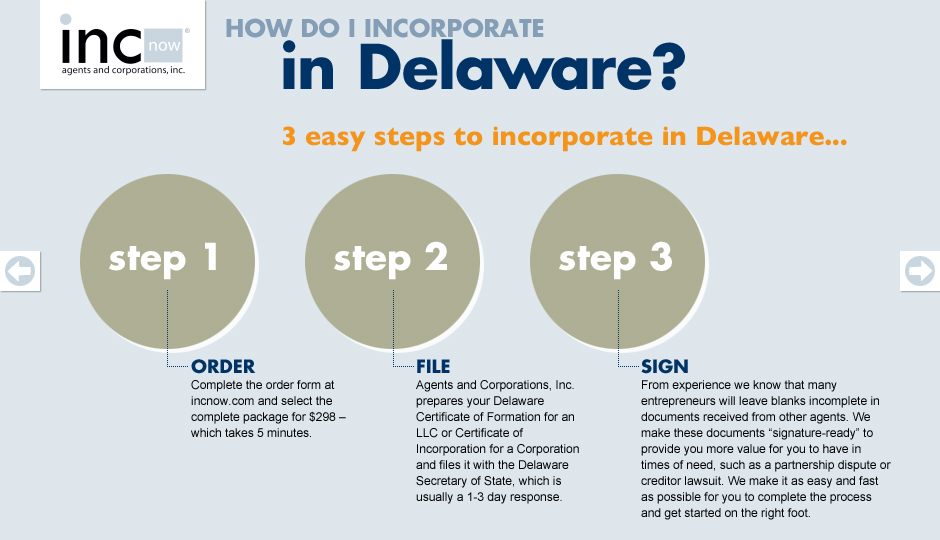 inc now®
agents and corporations, inc.
HOW DO I INCORPORATE
in Delaware?
3 easy steps to incorporate in Delaware...
step 1
step 2
step 3
ORDER
Complete the order form at
incnow.com and select the
complete package for $298 –
which takes 5 minutes.
FILE
Agents and Corporations, Inc.
prepares your Delaware
Certificate of Formation for an
LLC or Certificate of
Incorporation for a Corporation
and files it with the Delaware
Secretary of State, which is
usually a 1-3 day response.
SIGN
From experience we know that many
entrepreneurs will leave blanks incomplete in
documents received from other agents. We
make these documents “signature-ready” to
provide you more value for you to have in
times of need, such as a partnership dispute or
creditor lawsuit. We make it as easy and fast
as possible for you to complete the process
and get started on the right foot.